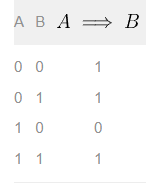 A B A ⟹ B
0 0 1
0 1 1
1 0 0
1 1 1